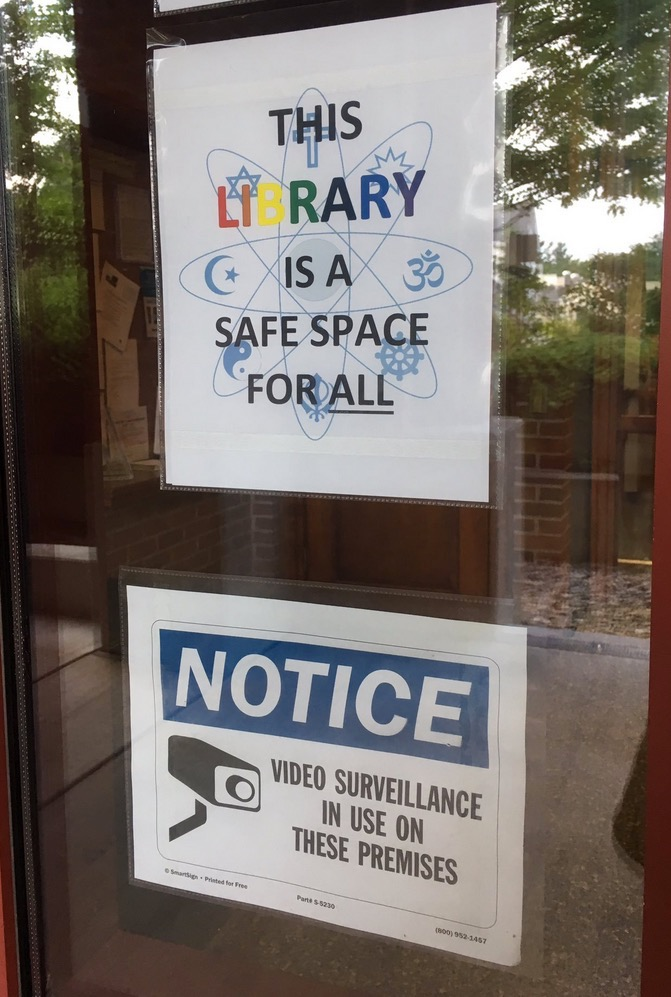 THIS
LIBRARY
IS A
SAFE SPACE
FOR ALL
NOTICE
VIDEO SURVEILLANCE
IN USE ON
THESE PREMISES
© SmartSign • Printed for Free
Part# S-5230
(800) 952-1457